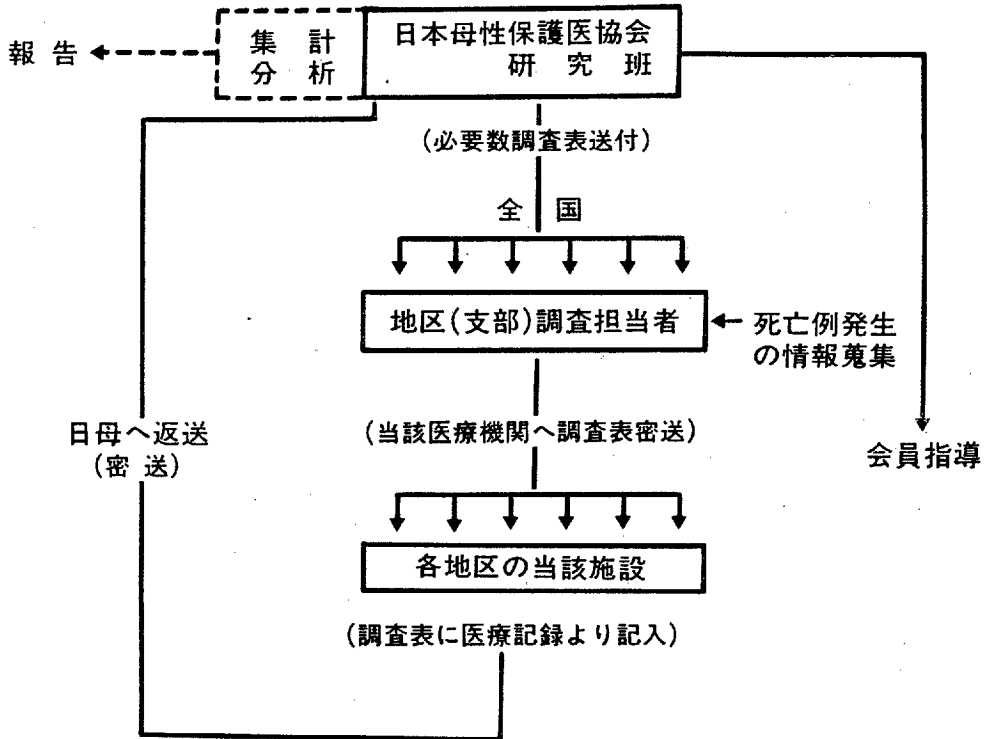 報告
集計
分析
日本母性保護医協会
研究班
(必要数調査表送付)
全国
地区(支部)調査担当者
死亡例発生
の情報蒐集
(当該医療機関へ調査表密送)
日母へ返送
(密送)
会員指導
各地区の当該施設
(調査表に医療記録より記入)